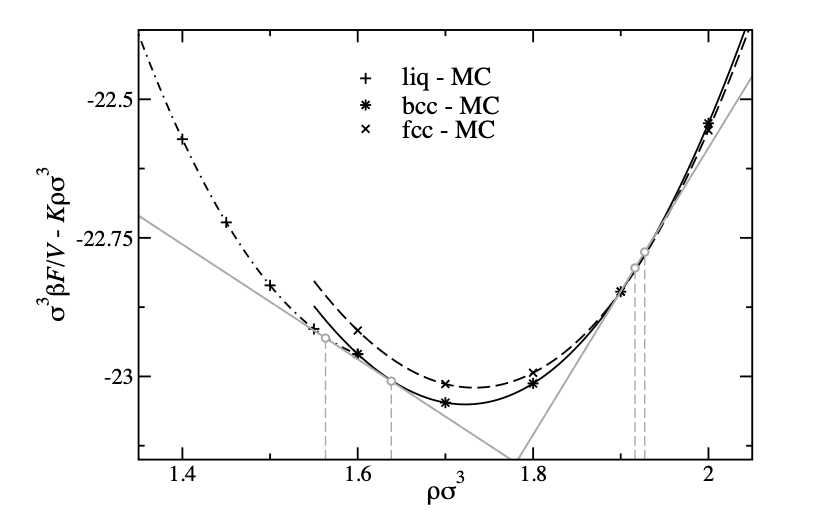 + liq - MC
* bcc - MC
× fcc - MC
-22.5
-22.75
-23
σ³βF/V - Kρσ³
1.4 1.6 1.8 2
ρσ³